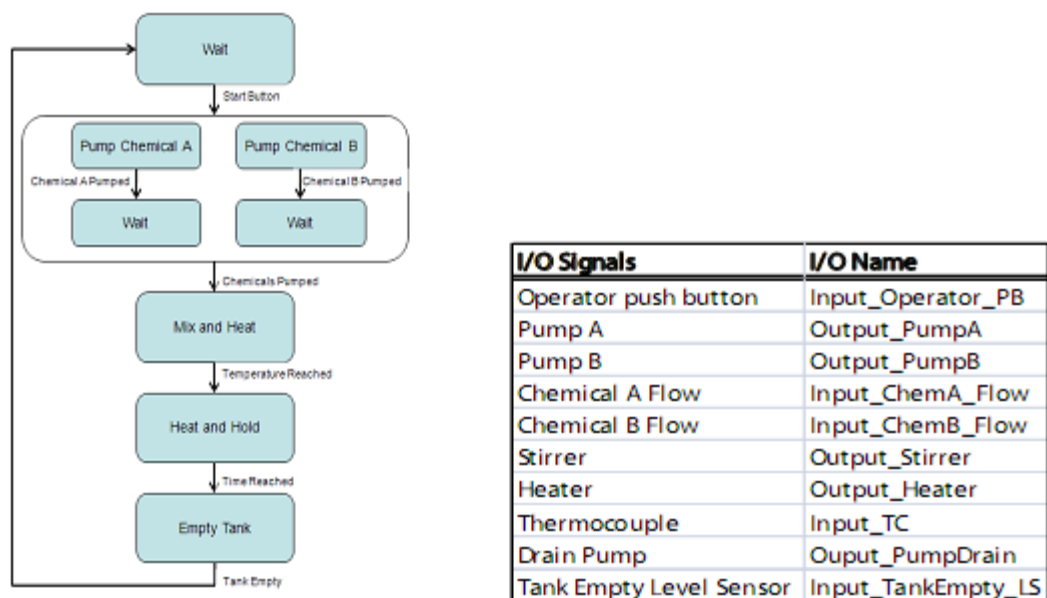 Wait
Start Button
Pump Chemical A
Pump Chemical B
Chemical A Pumped
Chemical B Pumped
Wait
Wait
Chemicals Pumped
Mix and Heat
Temperature Reached
Heat and Hold
Time Reached
Empty Tank
Tank Empty
I/O Signals I/O Name
Operator push button Input_Operator_PB
Pump A Output_PumpA
Pump B Output_PumpB
Chemical A Flow Input_ChemA_Flow
Chemical B Flow Input_ChemB_Flow
Stirrer Output_Stirrer
Heater Output_Heater
Thermocouple Input_TC
Drain Pump Ouput_PumpDrain
Tank Empty Level Sensor Input_TankEmpty_LS